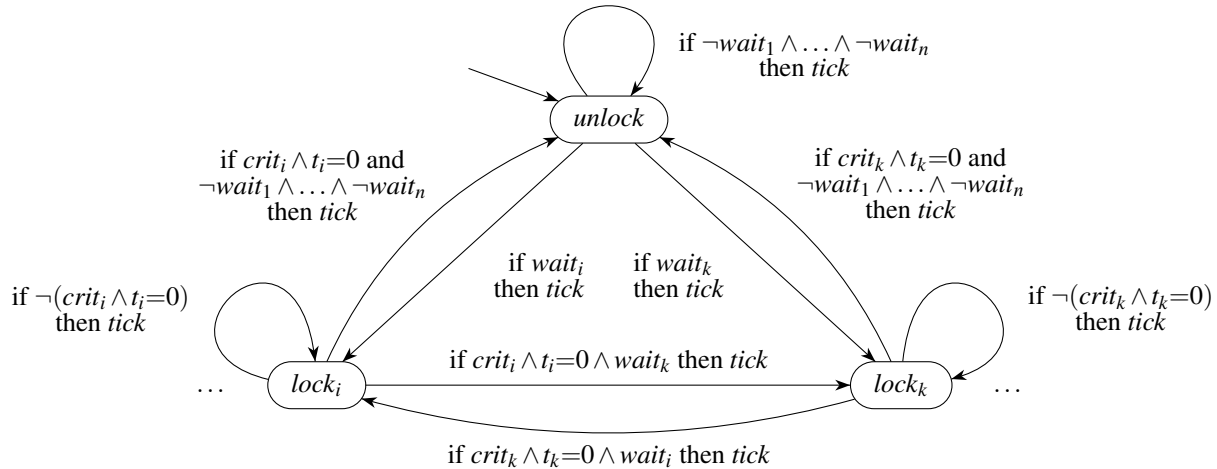 if ¬wait₁ ∧ … ∧ ¬waitₙ
then tick
unlock
if critᵢ ∧ tᵢ=0 and
¬wait₁ ∧ … ∧ ¬waitₙ
then tick
if critₖ ∧ tₖ=0 and
¬wait₁ ∧ … ∧ ¬waitₙ
then tick
if waitᵢ
then tick
if waitₖ
then tick
if ¬(critᵢ ∧ tᵢ=0)
then tick
if ¬(critₖ ∧ tₖ=0)
then tick
if critᵢ ∧ tᵢ=0 ∧ waitₖ then tick
…
lockᵢ
lockₖ
…
if critₖ ∧ tₖ=0 ∧ waitᵢ then tick